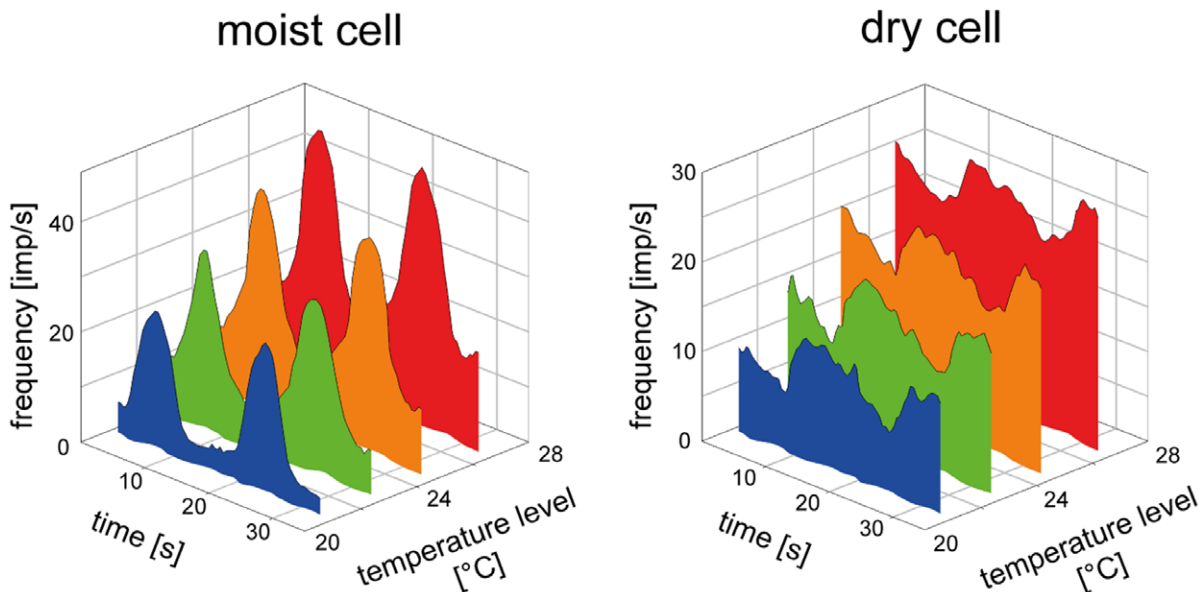 moist cell
dry cell
frequency [imp/s]
40
20
0
10
20
30
time [s]
20
24
28
temperature level
[°C]
frequency [imp/s]
30
20
10
0
10
20
30
time [s]
20
24
28
temperature level
[°C]